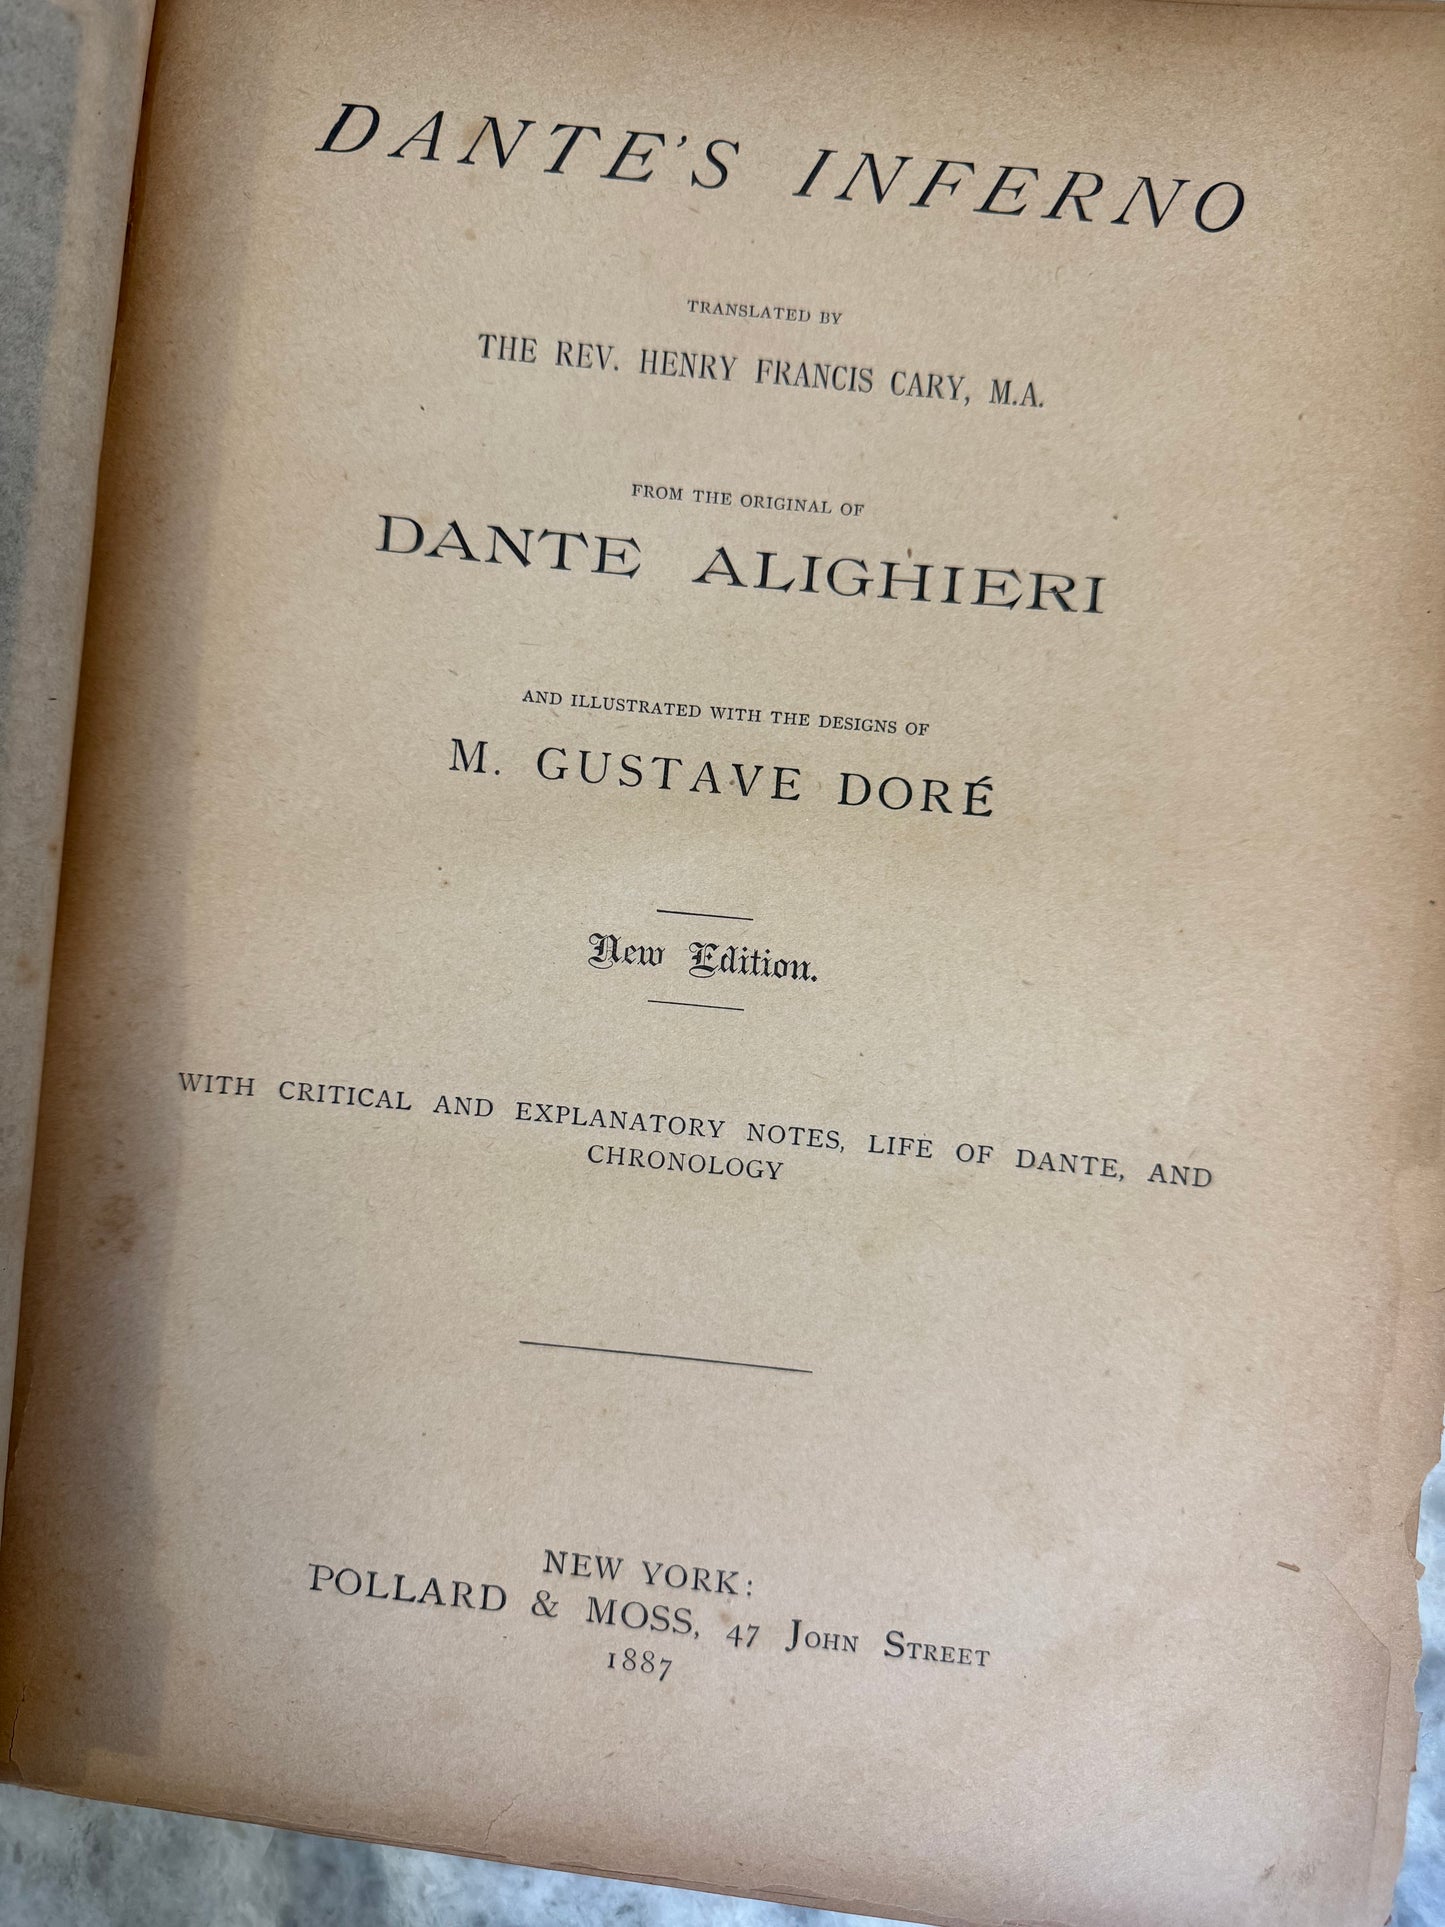 DANTE'S INFERNO
TRANSLATED BY
THE REV. HENRY FRANCIS CARY, M.A.
FROM THE ORIGINAL OF
DANTE ALIGHIERI
AND ILLUSTRATED WITH THE DESIGNS OF
M. GUSTAVE DORÉ
New Edition.
WITH CRITICAL AND EXPLANATORY NOTES, LIFE OF DANTE, AND
CHRONOLOGY
NEW YORK:
POLLARD & MOSS, 47 JOHN STREET
1887